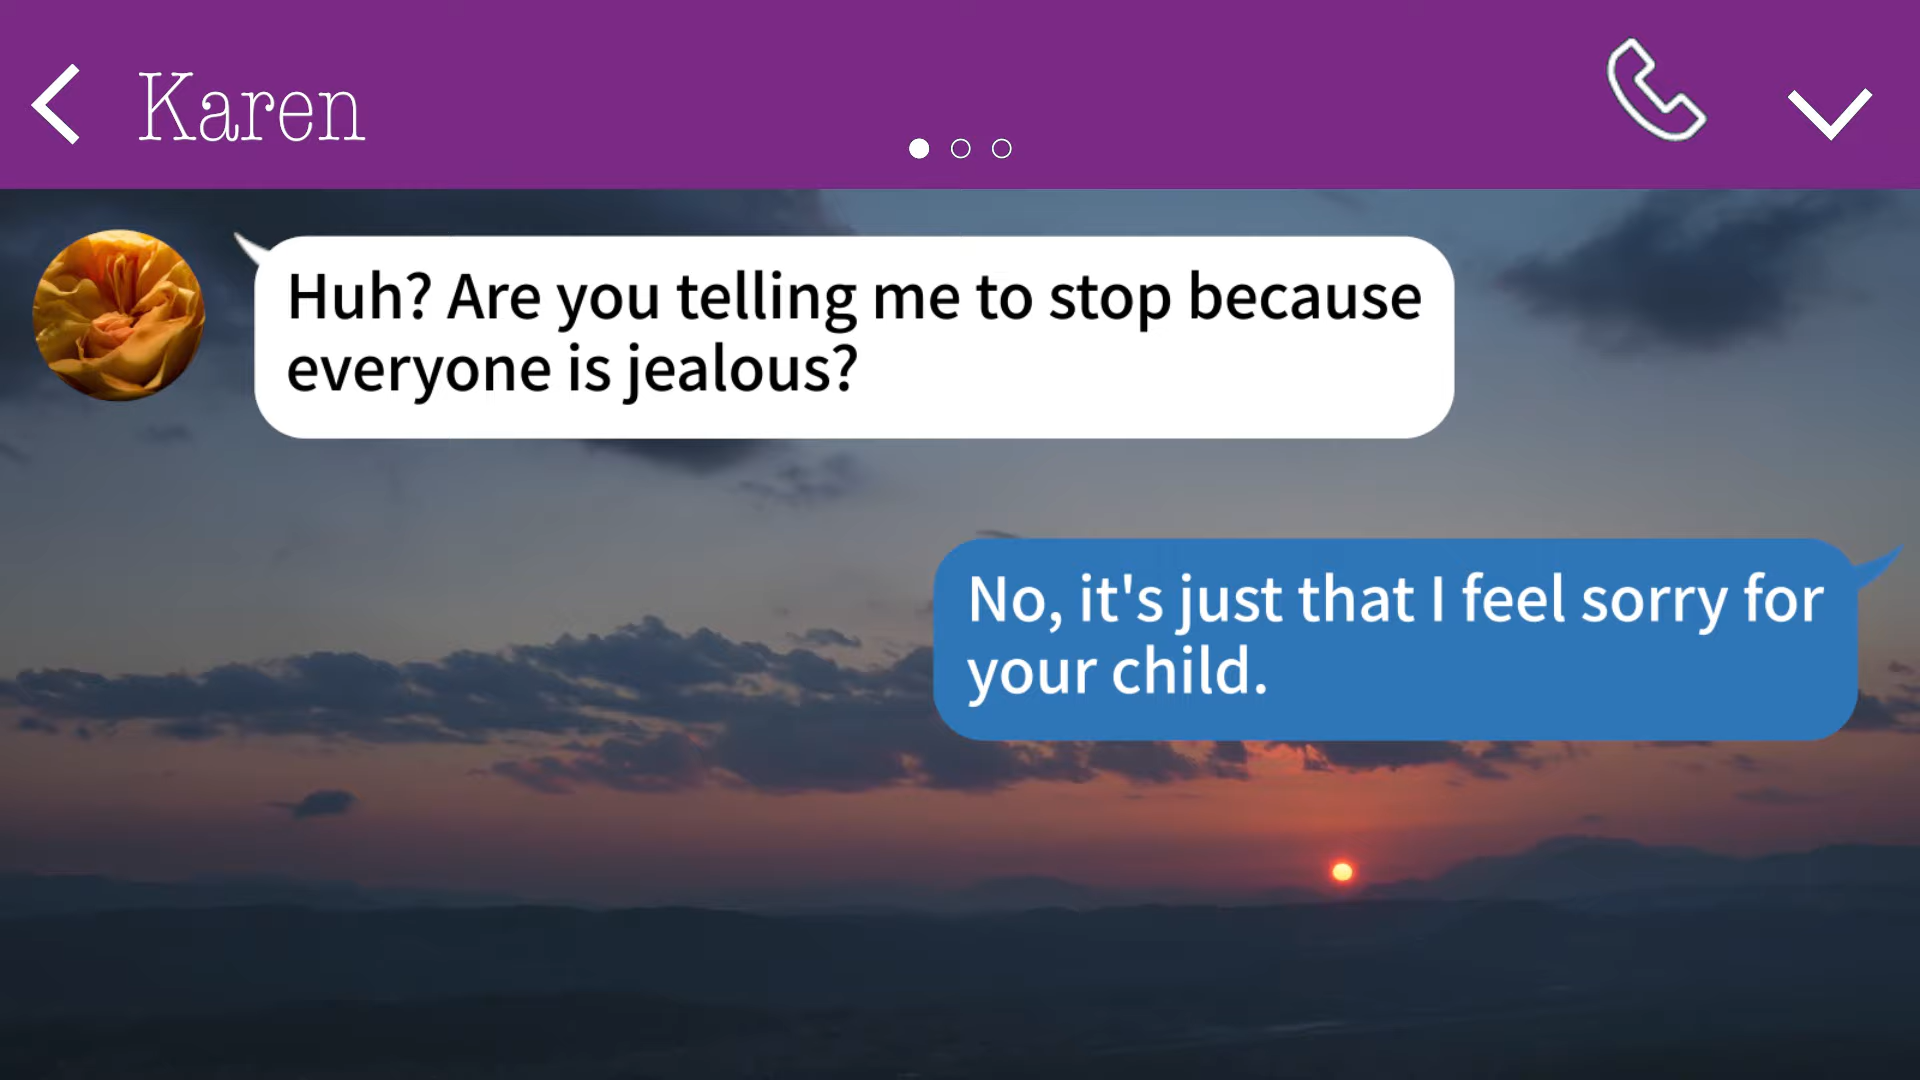 Karen
Huh? Are you telling me to stop because
everyone is jealous?
No, it's just that I feel sorry for
your child.